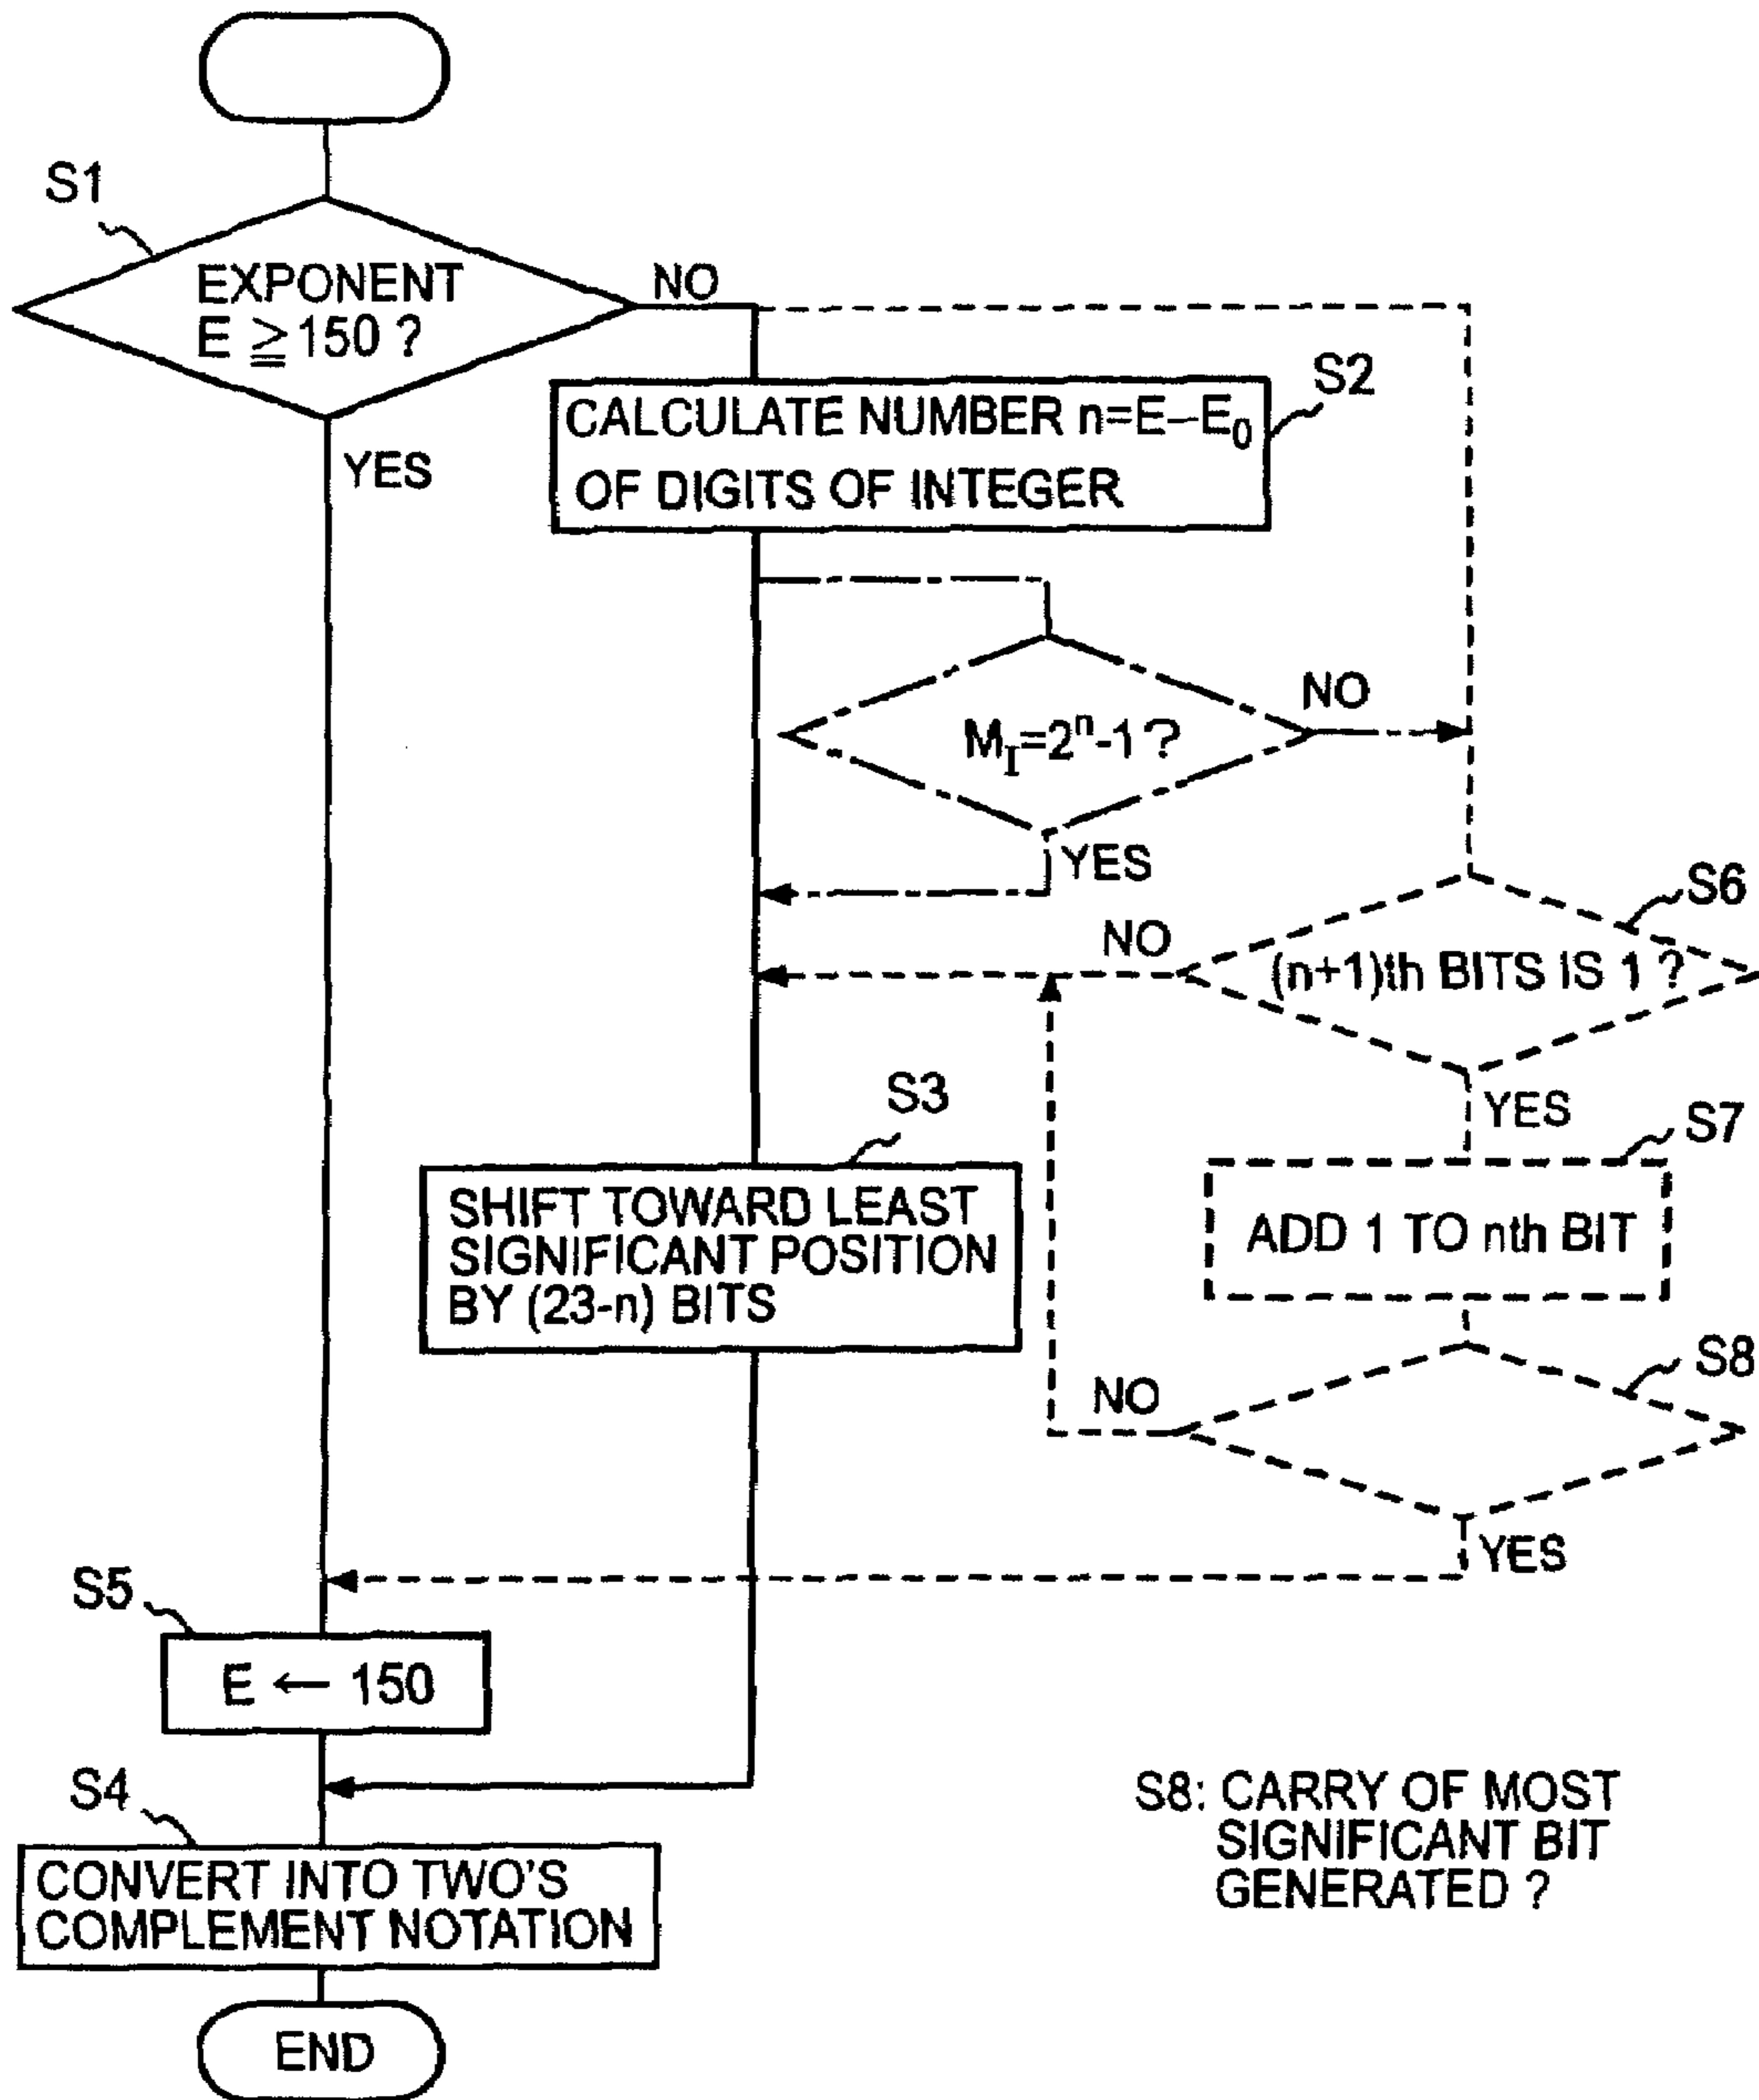 S1
EXPONENT
E ≧ 150 ?
NO
YES
S2
CALCULATE NUMBER n=E–E₀
OF DIGITS OF INTEGER
M_I=2ⁿ-1 ?
NO
YES
S6
(n+1)th BITS IS 1 ?
NO
YES
S3
SHIFT TOWARD LEAST
SIGNIFICANT POSITION
BY (23-n) BITS
S7
ADD 1 TO nth BIT
S8
NO
YES
S5
E ← 150
S4
CONVERT INTO TWO'S
COMPLEMENT NOTATION
END
S8: CARRY OF MOST
SIGNIFICANT BIT
GENERATED ?